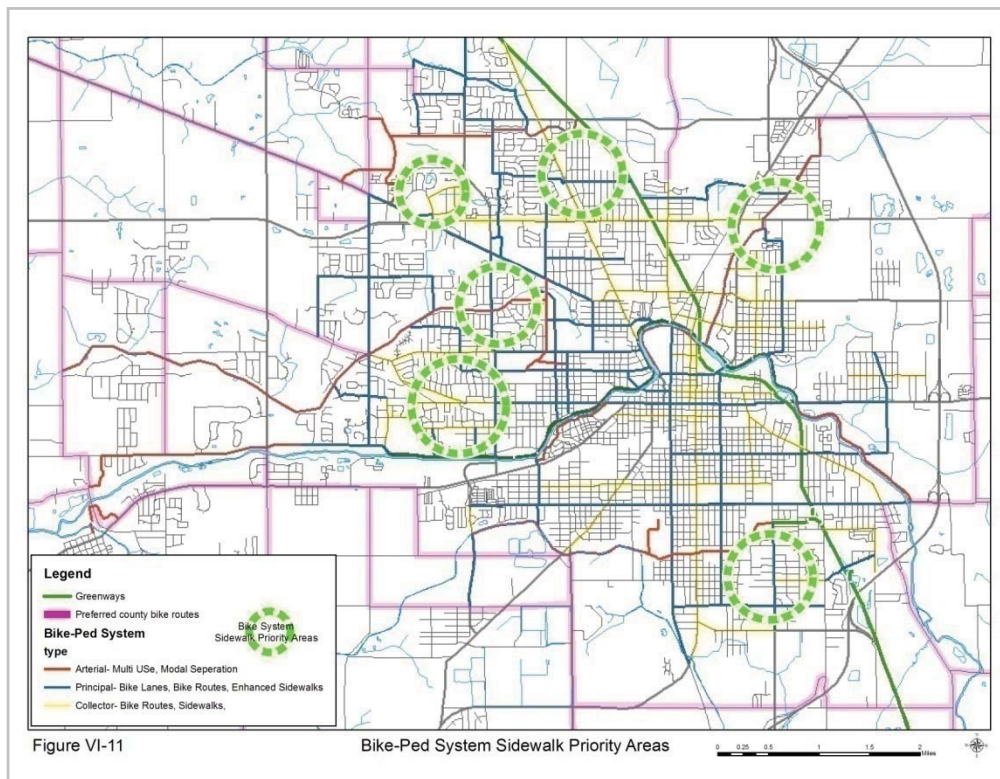 Legend
Greenways
Preferred county bike routes
Bike-Ped System
type
Bike System
Sidewalk Priority Areas
Arterial- Multi USe, Modal Seperation
Principal- Bike Lanes, Bike Routes, Enhanced Sidewalks
Collector- Bike Routes, Sidewalks,
Figure VI-11
Bike-Ped System Sidewalk Priority Areas
0 0.25 0.5 1 1.5 2
Miles